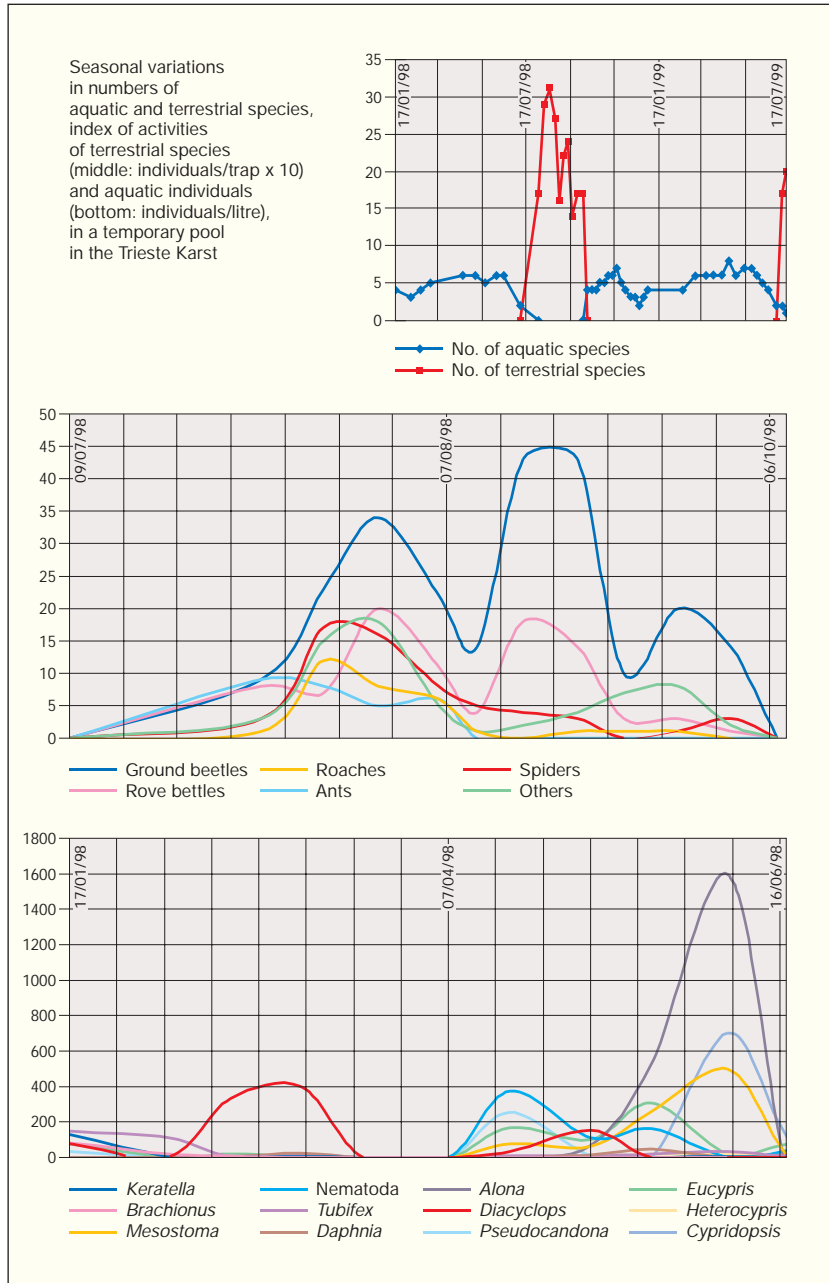 Seasonal variations
in numbers of
aquatic and terrestrial species,
index of activities
of terrestrial species
(middle: individuals/trap x 10)
and aquatic individuals
(bottom: individuals/litre),
in a temporary pool
in the Trieste Karst
35
30
25
20
15
10
5
0
17/01/98
17/07/98
17/01/99
17/07/99
No. of aquatic species
No. of terrestrial species
50
45
40
35
30
25
20
15
10
5
0
09/07/98
07/08/98
06/10/98
Ground beetles
Roaches
Spiders
Rove bettles
Ants
Others
1800
1600
1400
1200
1000
800
600
400
200
0
17/01/98
07/04/98
16/06/98
Keratella
Nematoda
Alona
Eucypris
Brachionus
Tubifex
Diacyclops
Heterocypris
Mesostoma
Daphnia
Pseudocandona
Cypridopsis